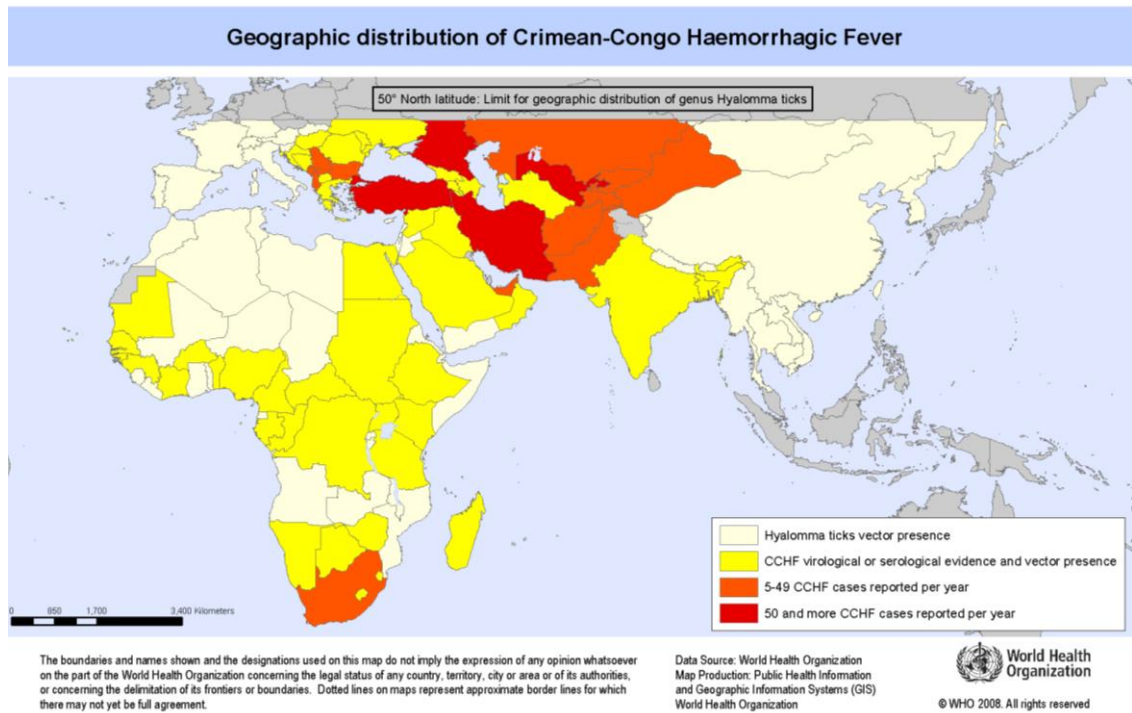 Geographic distribution of Crimean-Congo Haemorrhagic Fever
50° North latitude: Limit for geographic distribution of genus Hyalomma ticks
Hyalomma ticks vector presence
CCHF virological or serological evidence and vector presence
5-49 CCHF cases reported per year
50 and more CCHF cases reported per year
0 850 1,700 3,400 Kilometers
The boundaries and names shown and the designations used on this map do not imply the expression of any opinion whatsoever
on the part of the World Health Organization concerning the legal status of any country, territory, city or area or of its authorities,
or concerning the delimitation of its frontiers or boundaries. Dotted lines on maps represent approximate border lines for which
there may not yet be full agreement.
Data Source: World Health Organization
Map Production: Public Health Information
and Geographic Information Systems (GIS)
World Health Organization
World Health
Organization
© WHO 2008. All rights reserved